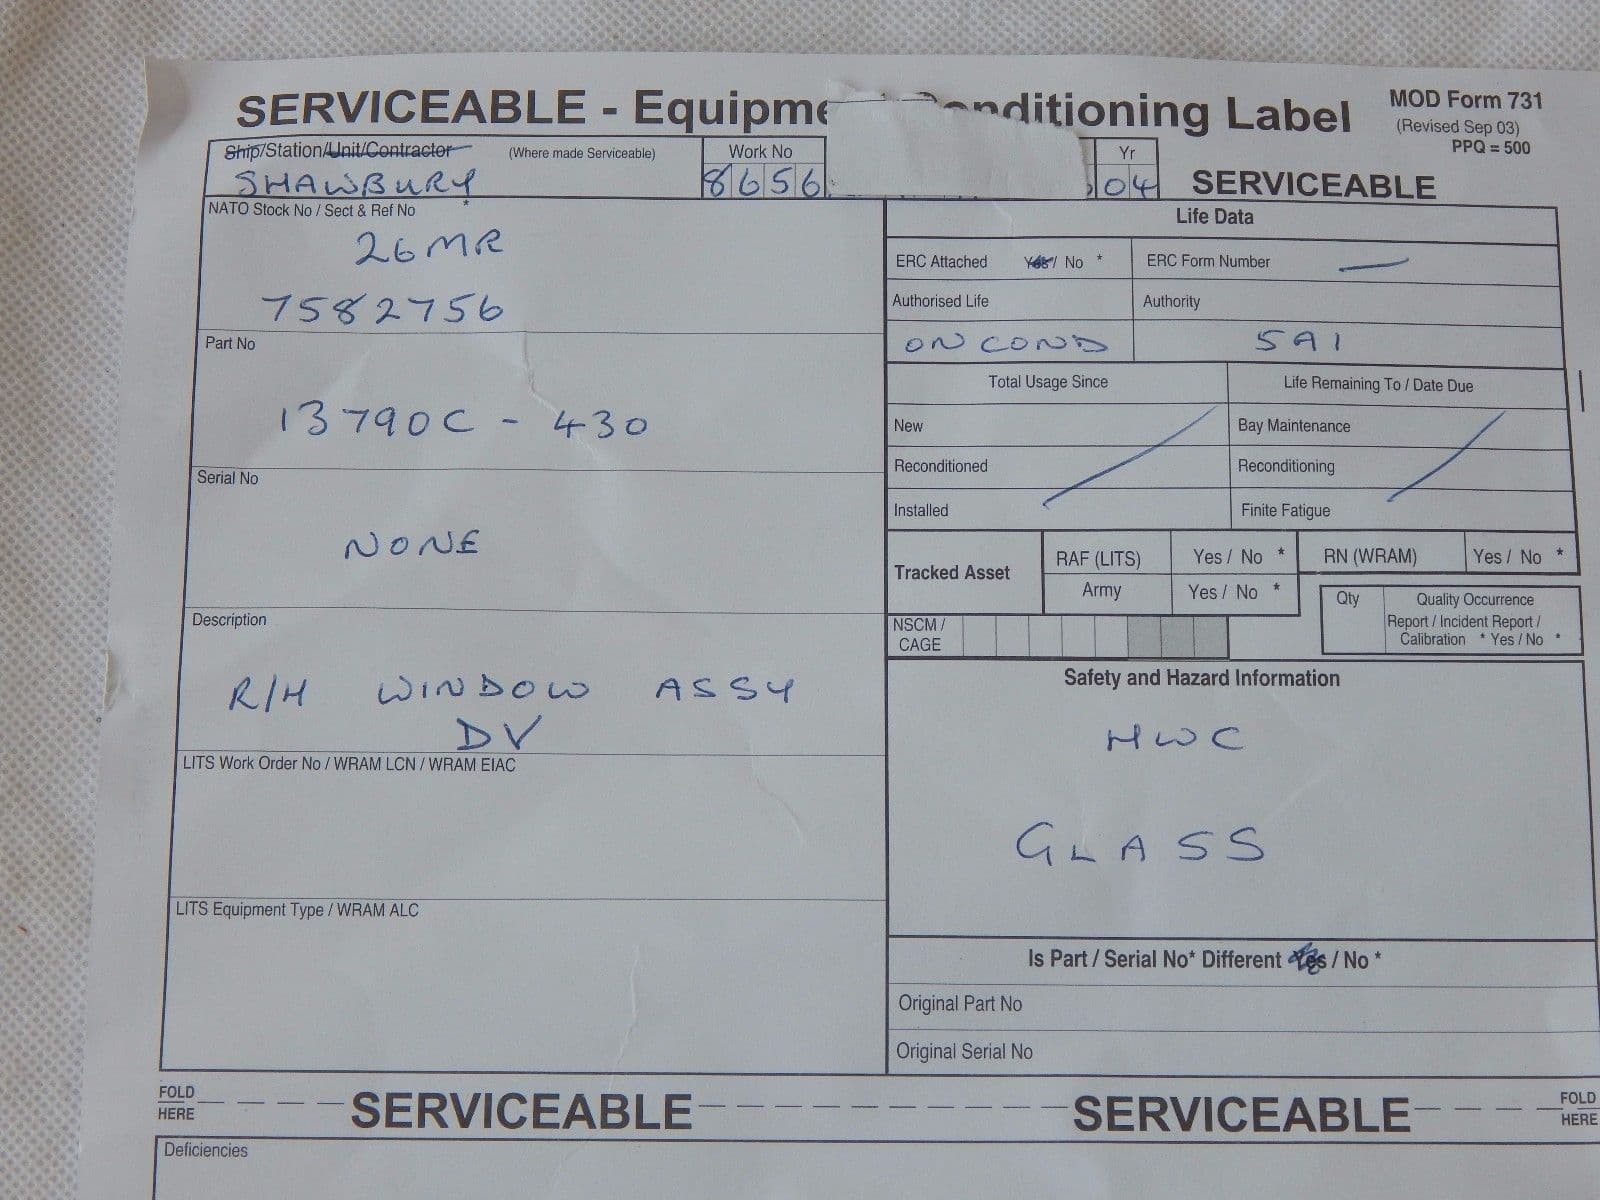 SERVICEABLE - Equipme nditioning Label
MOD Form 731
(Revised Sep 03)
PPQ = 500
Ship/Station/Unit/Contractor (Where made Serviceable)
SHAWBURY *
Work No
8656
Yr
04
SERVICEABLE
NATO Stock No / Sect & Ref No
26MR
7582756
Part No
13790C - 430
Serial No
NONE
Description
R/H WINDOW ASSY
DV
LITS Work Order No / WRAM LCN / WRAM EIAC
LITS Equipment Type / WRAM ALC
Life Data
ERC Attached Yes / No *
ERC Form Number —
Authorised Life
ON COND
Authority
5A1
Total Usage Since
New
Reconditioned
Installed
Life Remaining To / Date Due
Bay Maintenance
Reconditioning
Finite Fatigue
Tracked Asset
RAF (LITS) Yes / No *
RN (WRAM) Yes / No *
Army Yes / No *
NSCM /
CAGE
Qty
Quality Occurrence
Report / Incident Report /
Calibration * Yes / No *
Safety and Hazard Information
HWC
GLASS
Is Part / Serial No* Different Yes / No *
Original Part No
Original Serial No
FOLD
HERE
SERVICEABLE
SERVICEABLE
FOLD
HERE
Deficiencies